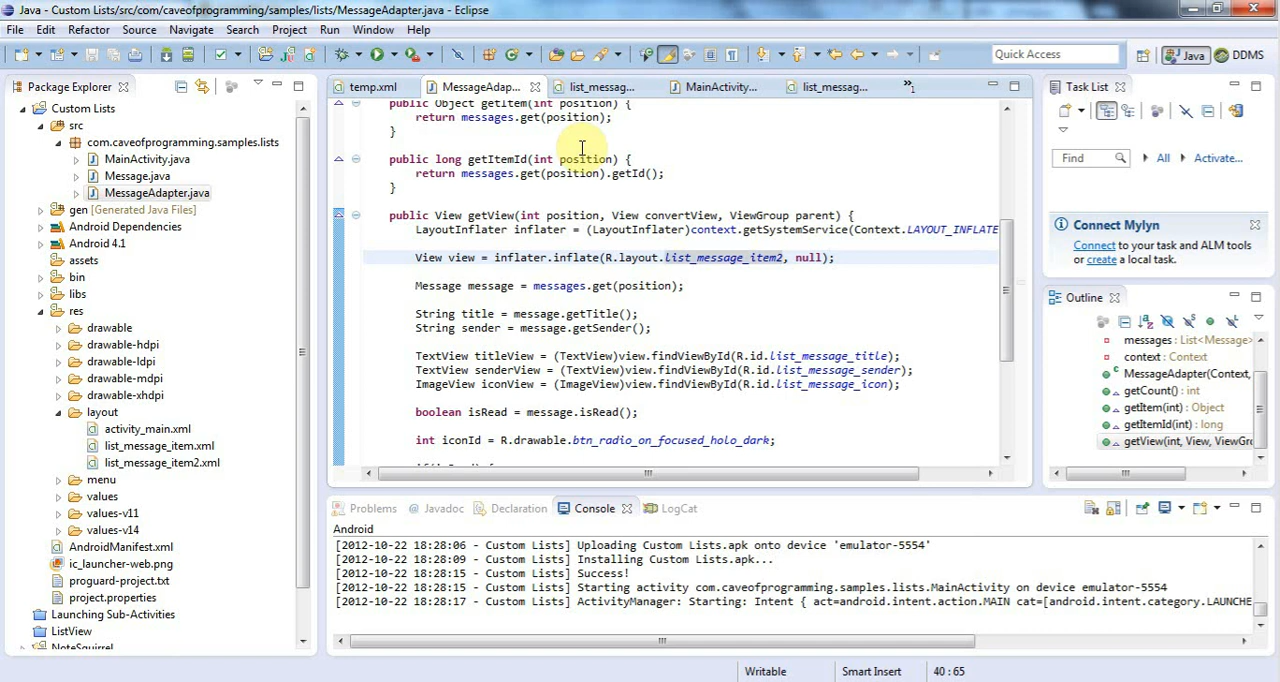 Java - Custom Lists/src/com/caveofprogramming/samples/lists/MessageAdapter.java - Eclipse
File Edit Refactor Source Navigate Search Project Run Window Help
Quick Access Java DDMS
Package Explorer
Custom Lists
src
com.caveofprogramming.samples.lists
MainActivity.java
Message.java
MessageAdapter.java
gen [Generated Java Files]
Android Dependencies
Android 4.1
assets
bin
libs
res
drawable
drawable-hdpi
drawable-ldpi
drawable-mdpi
drawable-xhdpi
layout
activity_main.xml
list_message_item.xml
list_message_item2.xml
menu
values
values-v11
values-v14
AndroidManifest.xml
ic_launcher-web.png
proguard-project.txt
project.properties
Launching Sub-Activities
ListView
NoteSquirrel
temp.xml MessageAdap... list_messag... MainActivity... list_messag... »1
public Object getItem(int position) {
return messages.get(position);
}
public long getItemId(int position) {
return messages.get(position).getId();
}
public View getView(int position, View convertView, ViewGroup parent) {
LayoutInflater inflater = (LayoutInflater)context.getSystemService(Context.LAYOUT_INFLATE
View view = inflater.inflate(R.layout.list_message_item2, null);
Message message = messages.get(position);
String title = message.getTitle();
String sender = message.getSender();
TextView titleView = (TextView)view.findViewById(R.id.list_message_title);
TextView senderView = (TextView)view.findViewById(R.id.list_message_sender);
ImageView iconView = (ImageView)view.findViewById(R.id.list_message_icon);
boolean isRead = message.isRead();
int iconId = R.drawable.btn_radio_on_focused_holo_dark;
Task List
Find All Activate...
Connect Mylyn
Connect to your task and ALM tools
or create a local task.
Outline
messages : List<Message>
context : Context
MessageAdapter(Context,
getCount() : int
getItem(int) : Object
getItemId(int) : long
getView(int, View, ViewGro
Problems @ Javadoc Declaration Console LogCat
Android
[2012-10-22 18:28:06 - Custom Lists] Uploading Custom Lists.apk onto device 'emulator-5554'
[2012-10-22 18:28:09 - Custom Lists] Installing Custom Lists.apk...
[2012-10-22 18:28:15 - Custom Lists] Success!
[2012-10-22 18:28:15 - Custom Lists] Starting activity com.caveofprogramming.samples.lists.MainActivity on device emulator-5554
[2012-10-22 18:28:17 - Custom Lists] ActivityManager: Starting: Intent { act=android.intent.action.MAIN cat=[android.intent.category.LAUNCHE
Writable Smart Insert 40 : 65